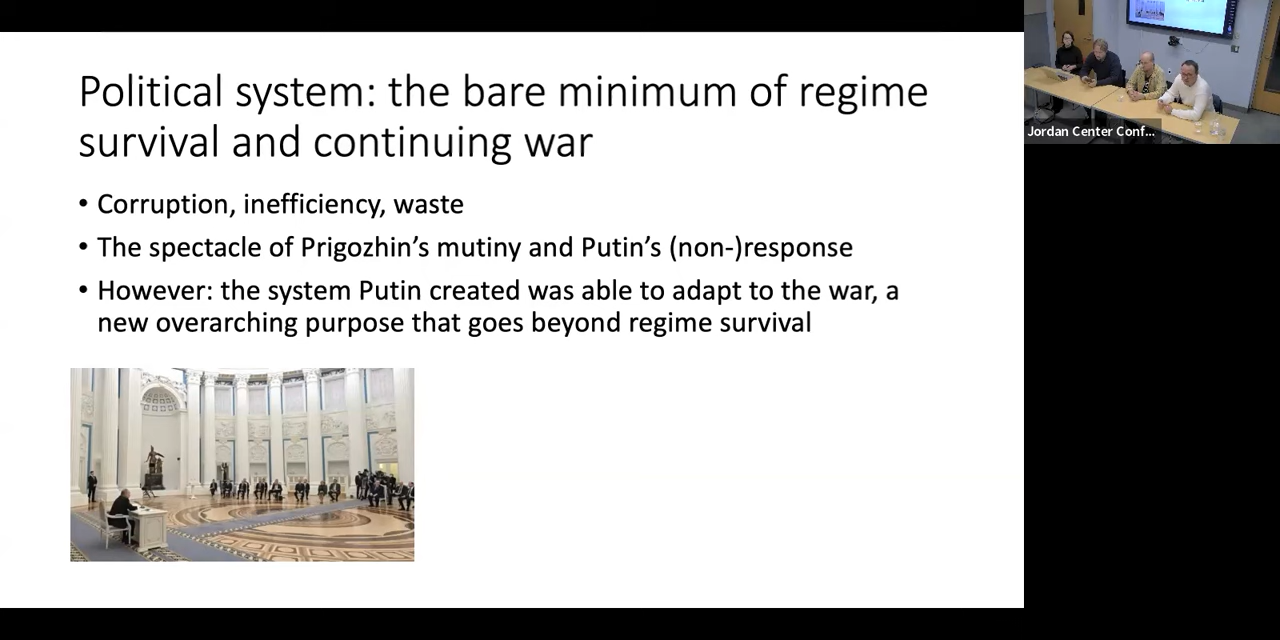 Political system: the bare minimum of regime
survival and continuing war
• Corruption, inefficiency, waste
• The spectacle of Prigozhin’s mutiny and Putin’s (non-)response
• However: the system Putin created was able to adapt to the war, a
new overarching purpose that goes beyond regime survival
Jordan Center Conf...